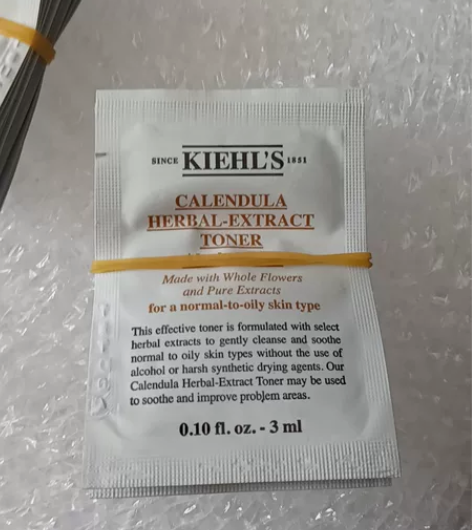 SINCE KIEHL'S 1851
CALENDULA
HERBAL-EXTRACT
TONER
Made with Whole Flowers
and Pure Extracts
for a normal-to-oily skin type
This effective toner is formulated with select
herbal extracts to gently cleanse and soothe
normal to oily skin types without the use of
alcohol or harsh synthetic drying agents. Our
Calendula Herbal-Extract Toner may be used
to soothe and improve problem areas.
0.10 fl. oz. - 3 ml